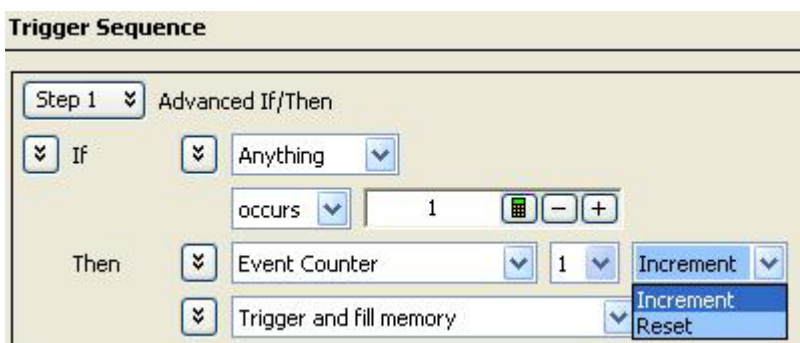 Trigger Sequence
Step 1 Advanced If/Then
If Anything
occurs 1
Then Event Counter 1 Increment
Increment
Trigger and fill memory Reset